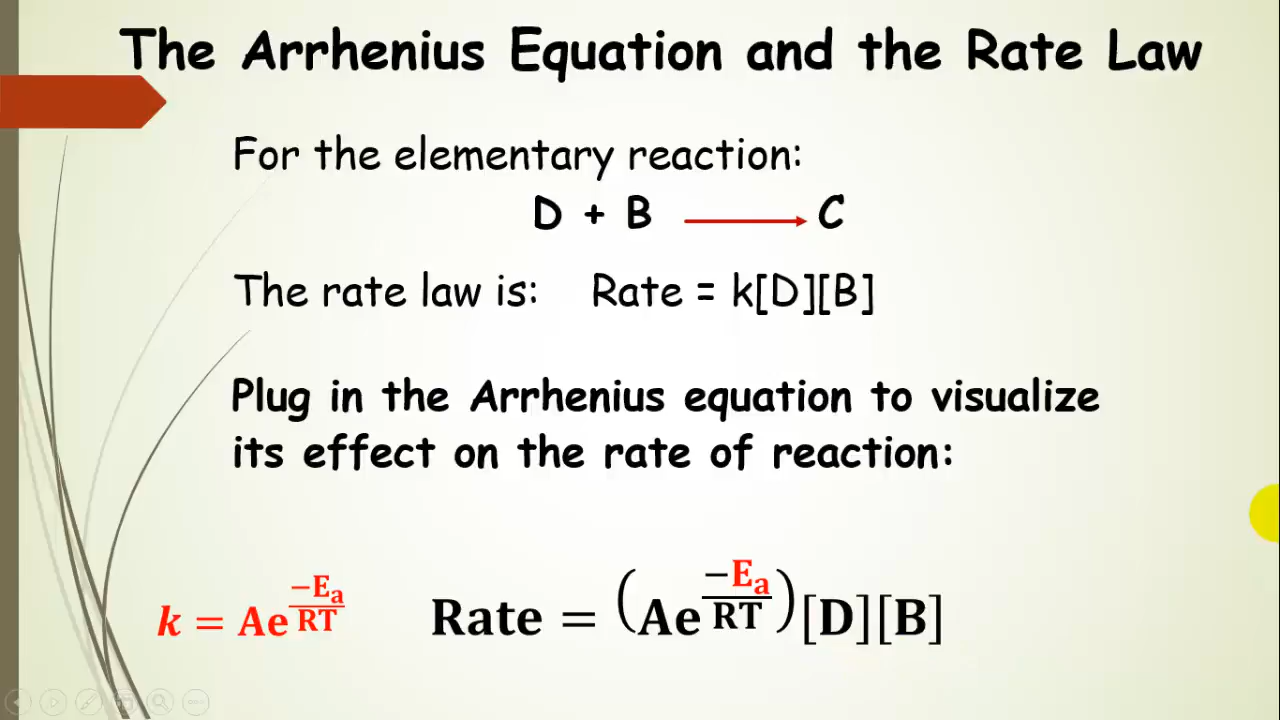 The Arrhenius Equation and the Rate Law
For the elementary reaction:
D + B ⟶ C
The rate law is: Rate = k[D][B]
Plug in the Arrhenius equation to visualize
its effect on the rate of reaction:
k = Ae^(−Eₐ/RT) Rate = (Ae^(−Eₐ/RT))[D][B]